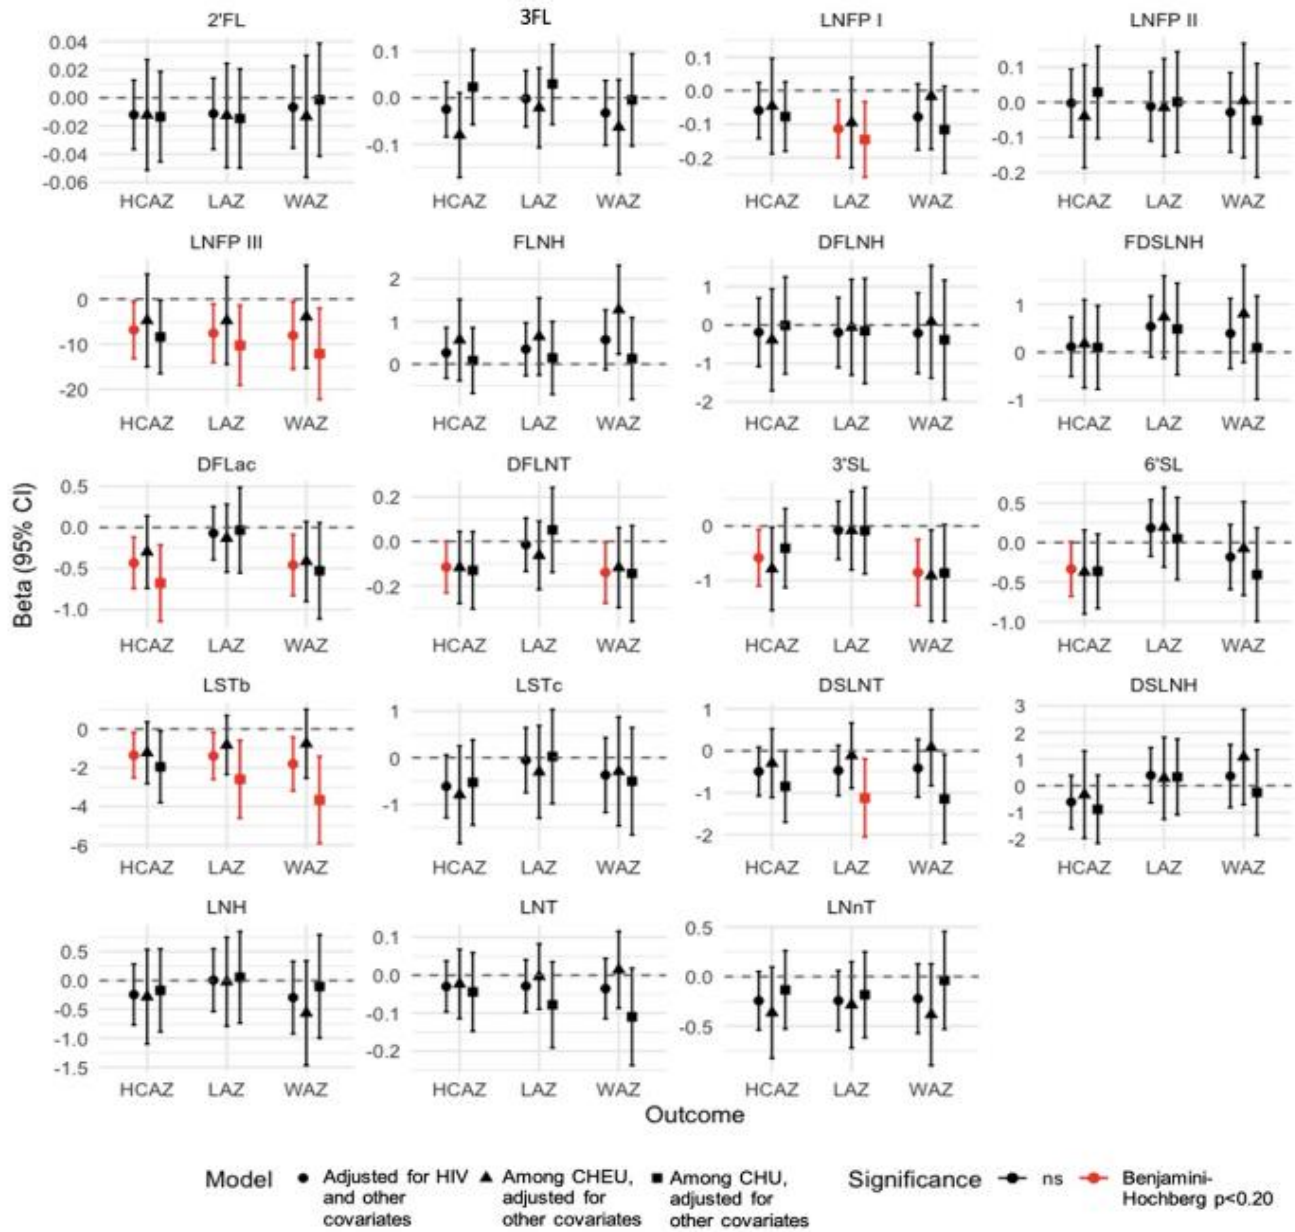 2'FL 3FL LNFP I LNFP II
0.04
0.02
0.00
-0.02
-0.04
-0.06
0.1
0.0
-0.1
0.1
0.0
-0.1
-0.2
0.1
0.0
-0.1
-0.2
HCAZ LAZ WAZ HCAZ LAZ WAZ HCAZ LAZ WAZ HCAZ LAZ WAZ
LNFP III FLNH DFLNH FDSLNH
0
-10
-20
2
1
0
1
0
-1
-2
1
0
-1
HCAZ LAZ WAZ HCAZ LAZ WAZ HCAZ LAZ WAZ HCAZ LAZ WAZ
DFLac DFLNT 3'SL 6'SL
0.5
0.0
-0.5
-1.0
0.2
0.0
-0.2
0
-1
0.5
0.0
-0.5
-1.0
HCAZ LAZ WAZ HCAZ LAZ WAZ HCAZ LAZ WAZ HCAZ LAZ WAZ
Beta (95% CI)
LSTb LSTc DSLNT DSLNH
0
-2
-4
-6
1
0
-1
1
0
-1
-2
3
2
1
0
-1
-2
HCAZ LAZ WAZ HCAZ LAZ WAZ HCAZ LAZ WAZ HCAZ LAZ WAZ
LNH LNT LNnT
0.5
0.0
-0.5
-1.0
-1.5
0.1
0.0
-0.1
-0.2
0.5
0.0
-0.5
HCAZ LAZ WAZ HCAZ LAZ WAZ HCAZ LAZ WAZ
Outcome
Model
Adjusted for HIV
and other
covariates
Among CHEU,
adjusted for
other covariates
Among CHU,
adjusted for
other covariates
Significance
ns
Benjamini-
Hochberg p<0.20